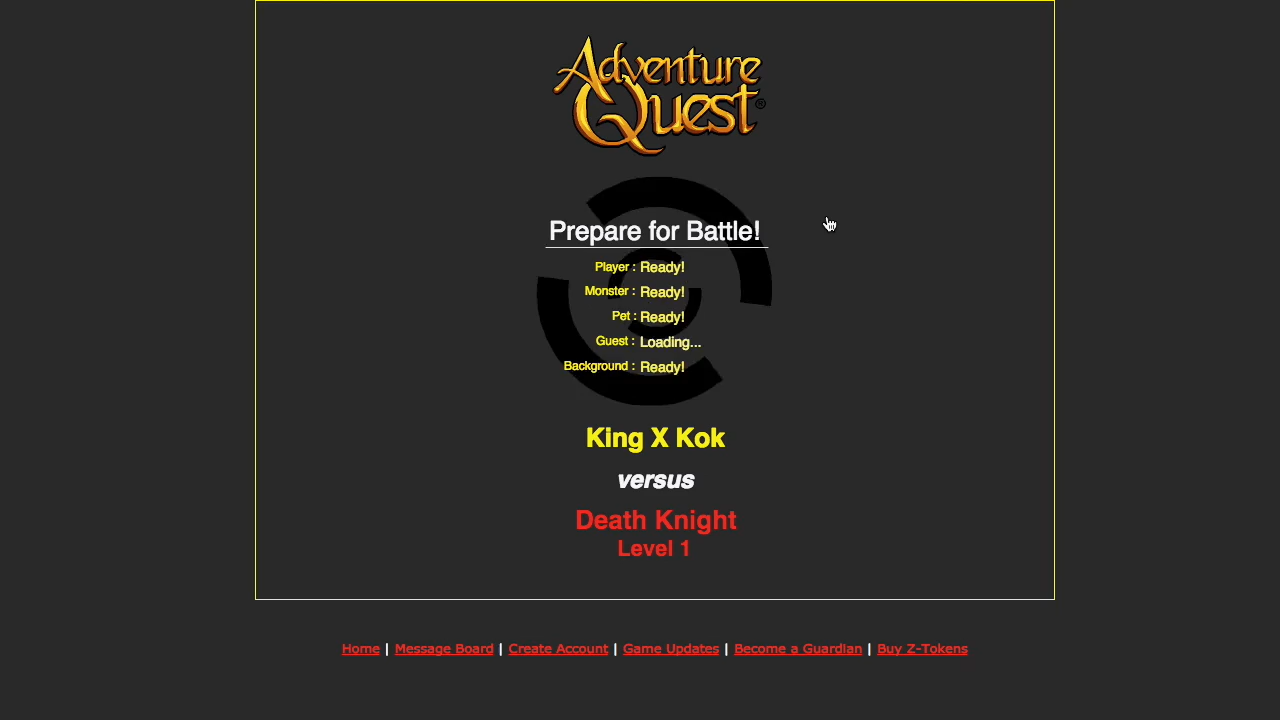 Adventure
Quest®
Prepare for Battle!
Player : Ready!
Monster : Ready!
Pet : Ready!
Guest : Loading...
Background : Ready!
King X Kok
versus
Death Knight
Level 1
Home | Message Board | Create Account | Game Updates | Become a Guardian | Buy Z-Tokens